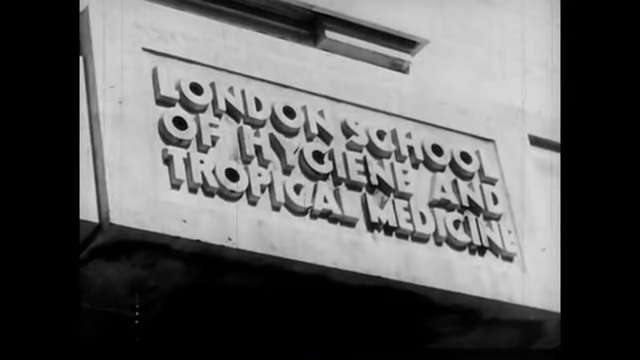 LONDON SCHOOL
OF HYGIENE AND
TROPICAL MEDICINE